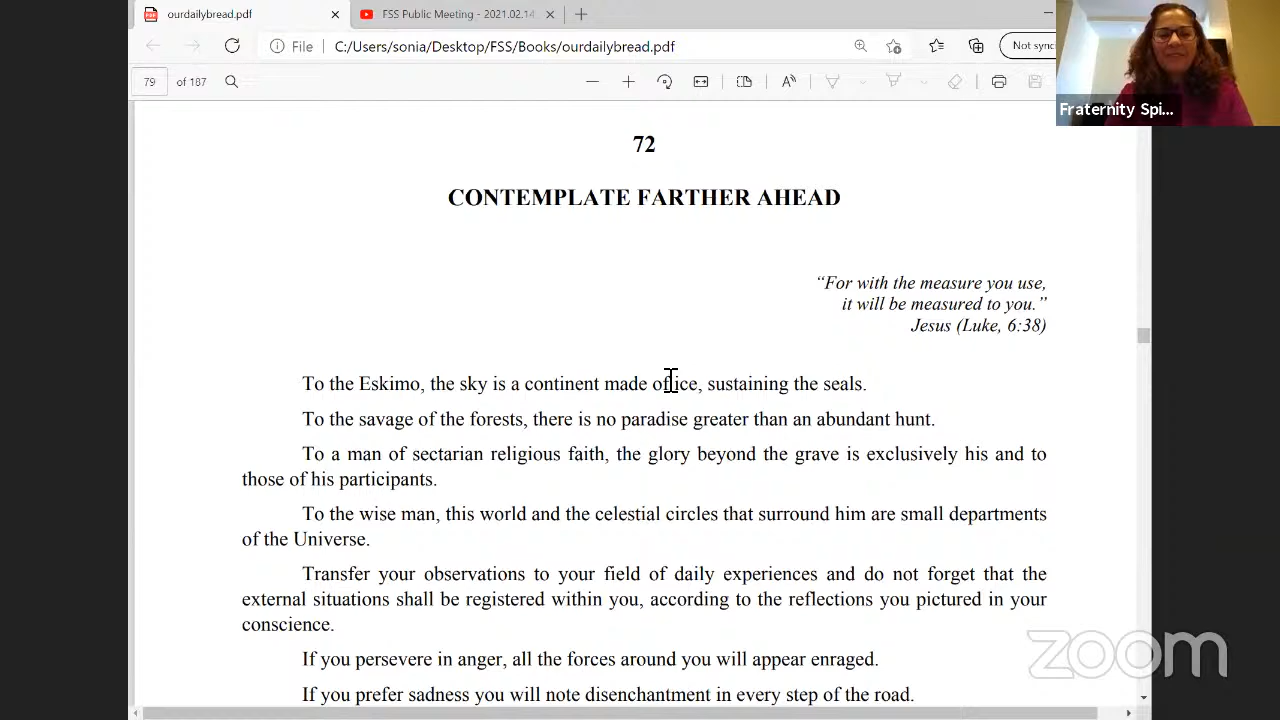 ourdailybread.pdf
FSS Public Meeting - 2021.02.14
File
C:/Users/sonia/Desktop/FSS/Books/ourdailybread.pdf
Not sync
79 of 187
Fraternity Spi...
72
CONTEMPLATE FARTHER AHEAD
“For with the measure you use,
it will be measured to you.”
Jesus (Luke, 6:38)
To the Eskimo, the sky is a continent made of ice, sustaining the seals.
To the savage of the forests, there is no paradise greater than an abundant hunt.
To a man of sectarian religious faith, the glory beyond the grave is exclusively his and to
those of his participants.
To the wise man, this world and the celestial circles that surround him are small departments
of the Universe.
Transfer your observations to your field of daily experiences and do not forget that the
external situations shall be registered within you, according to the reflections you pictured in your
conscience.
If you persevere in anger, all the forces around you will appear enraged.
If you prefer sadness you will note disenchantment in every step of the road.
zoom